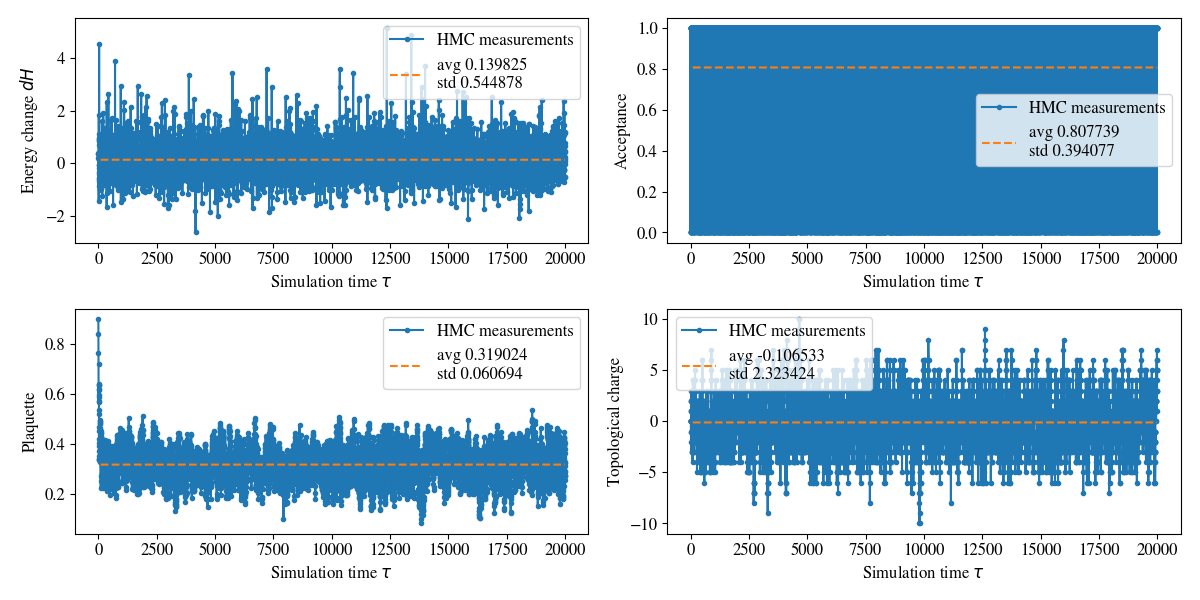 Energy change dH
4
2
0
−2
HMC measurements
avg 0.139825
std 0.544878
0 2500 5000 7500 10000 12500 15000 17500 20000
Simulation time τ
Acceptance
1.0
0.8
0.6
0.4
0.2
0.0
HMC measurements
avg 0.807739
std 0.394077
0 2500 5000 7500 10000 12500 15000 17500 20000
Simulation time τ
Plaquette
0.8
0.6
0.4
0.2
HMC measurements
avg 0.319024
std 0.060694
0 2500 5000 7500 10000 12500 15000 17500 20000
Simulation time τ
Topological charge
10
5
0
−5
−10
HMC measurements
avg -0.106533
std 2.323424
0 2500 5000 7500 10000 12500 15000 17500 20000
Simulation time τ